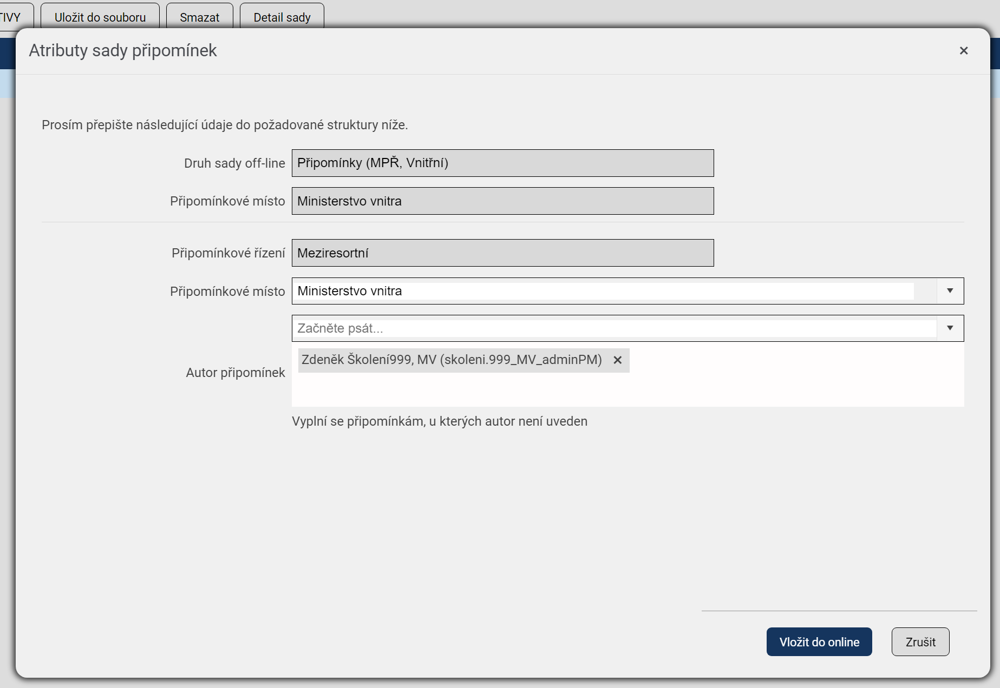 TIVY
Uložit do souboru
Smazat
Detail sady
Atributy sady připomínek
Prosím přepište následující údaje do požadované struktury níže.
Druh sady off-line
Připomínky (MPŘ, Vnitřní)
Připomínkové místo
Ministerstvo vnitra
Připomínkové řízení
Meziresortní
Připomínkové místo
Ministerstvo vnitra
Začněte psát...
Zdeněk Školení999, MV (skoleni.999_MV_adminPM)
Autor připomínek
Vyplní se připomínkám, u kterých autor není uveden
Vložit do online
Zrušit